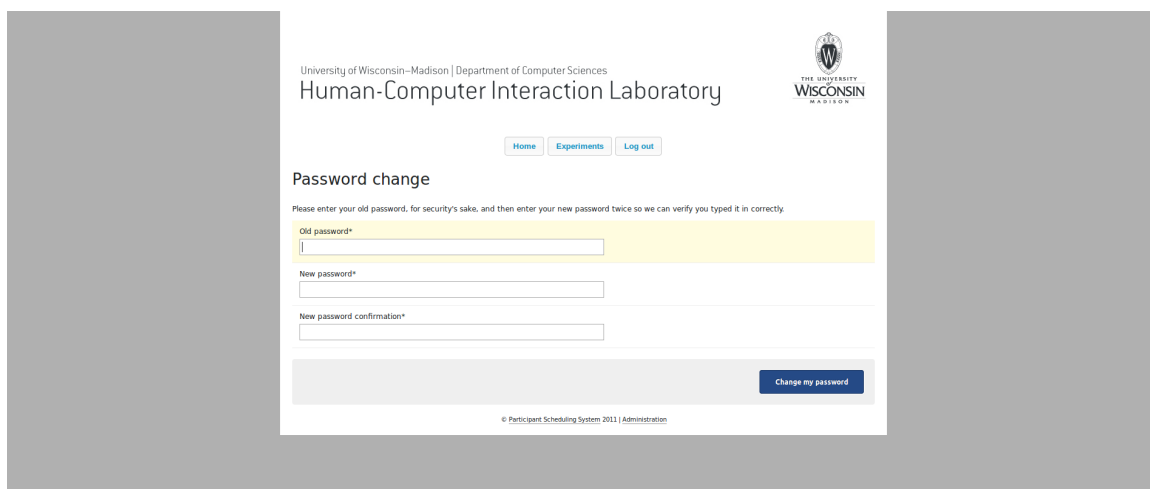 University of Wisconsin–Madison | Department of Computer Sciences
Human-Computer Interaction Laboratory
W
THE UNIVERSITY
of
WISCONSIN
MADISON
Home Experiments Log out
Password change
Please enter your old password, for security's sake, and then enter your new password twice so we can verify you typed it in correctly.
Old password*
New password*
New password confirmation*
Change my password
© Participant Scheduling System 2011 | Administration